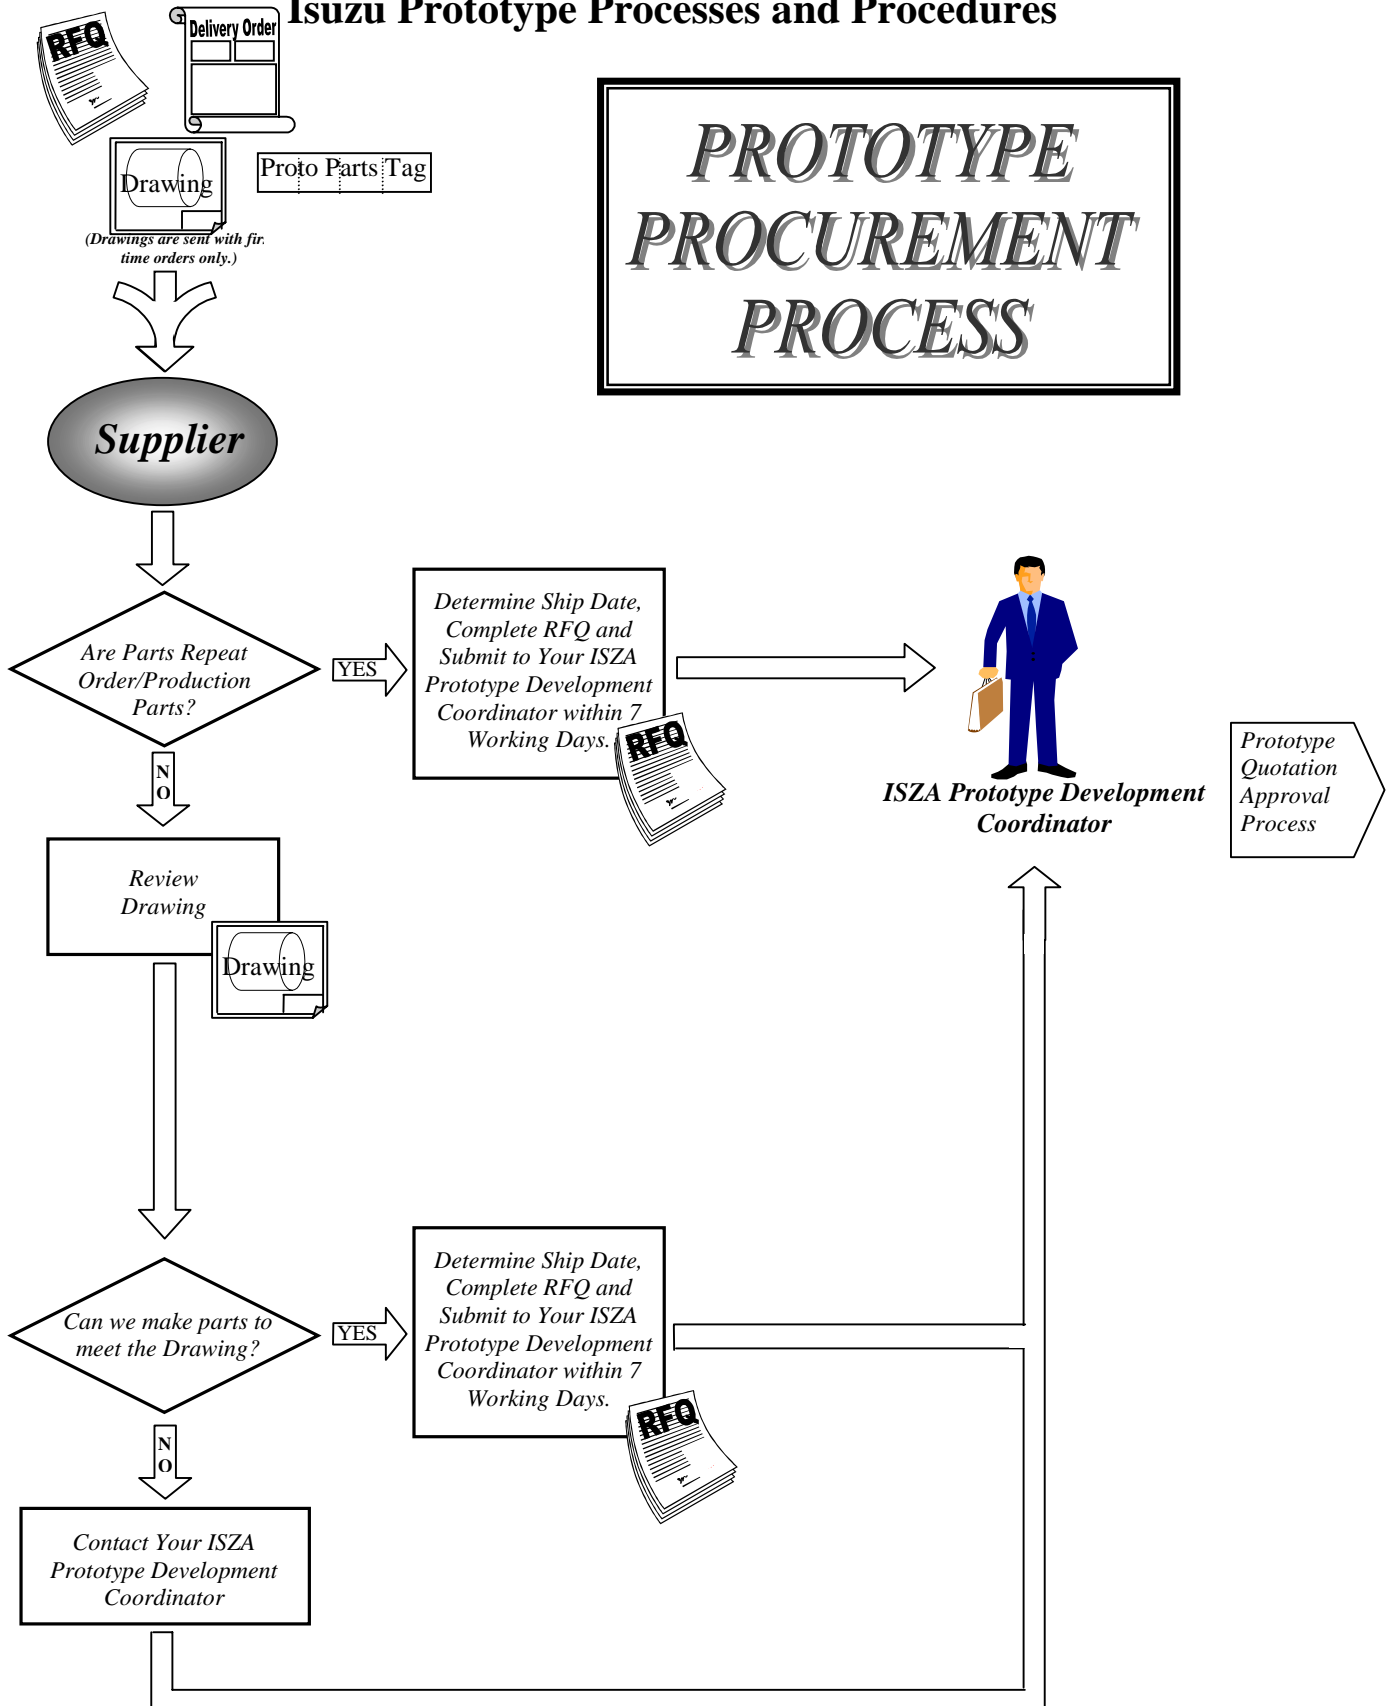 Isuzu Prototype Processes and Procedures
RFQ
Delivery Order
Drawing
Proto Parts Tag
(Drawings are sent with fir
time orders only.)
PROTOTYPE
PROCUREMENT
PROCESS
Supplier
Are Parts Repeat
Order/Production
Parts?
YES
Determine Ship Date,
Complete RFQ and
Submit to Your ISZA
Prototype Development
Coordinator within 7
Working Days.
RFQ
ISZA Prototype Development
Coordinator
Prototype
Quotation
Approval
Process
N
O
Review
Drawing
Drawing
Can we make parts to
meet the Drawing?
YES
Determine Ship Date,
Complete RFQ and
Submit to Your ISZA
Prototype Development
Coordinator within 7
Working Days.
RFQ
N
O
Contact Your ISZA
Prototype Development
Coordinator